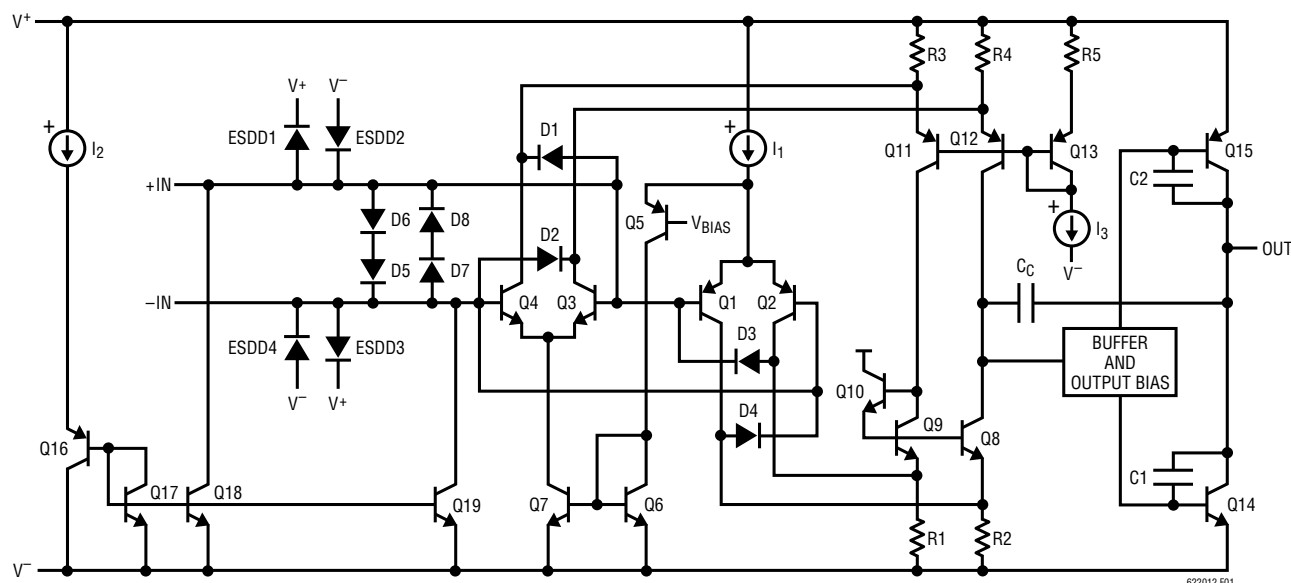 V+
R3
R4
R5
V+
V−
+
I2
ESDD1
ESDD2
D1
+
I1
Q11
Q12
Q13
Q15
+IN
C2
D6
D8
Q5
VBIAS
+
I3
D2
V−
OUT
D5
D7
CC
−IN
Q4
Q3
Q1
Q2
D3
BUFFER
AND
OUTPUT BIAS
ESDD4
ESDD3
V−
V+
Q10
D4
Q9
Q8
Q16
C1
Q17
Q18
Q19
Q7
Q6
Q14
R1
R2
V−
622012 F01